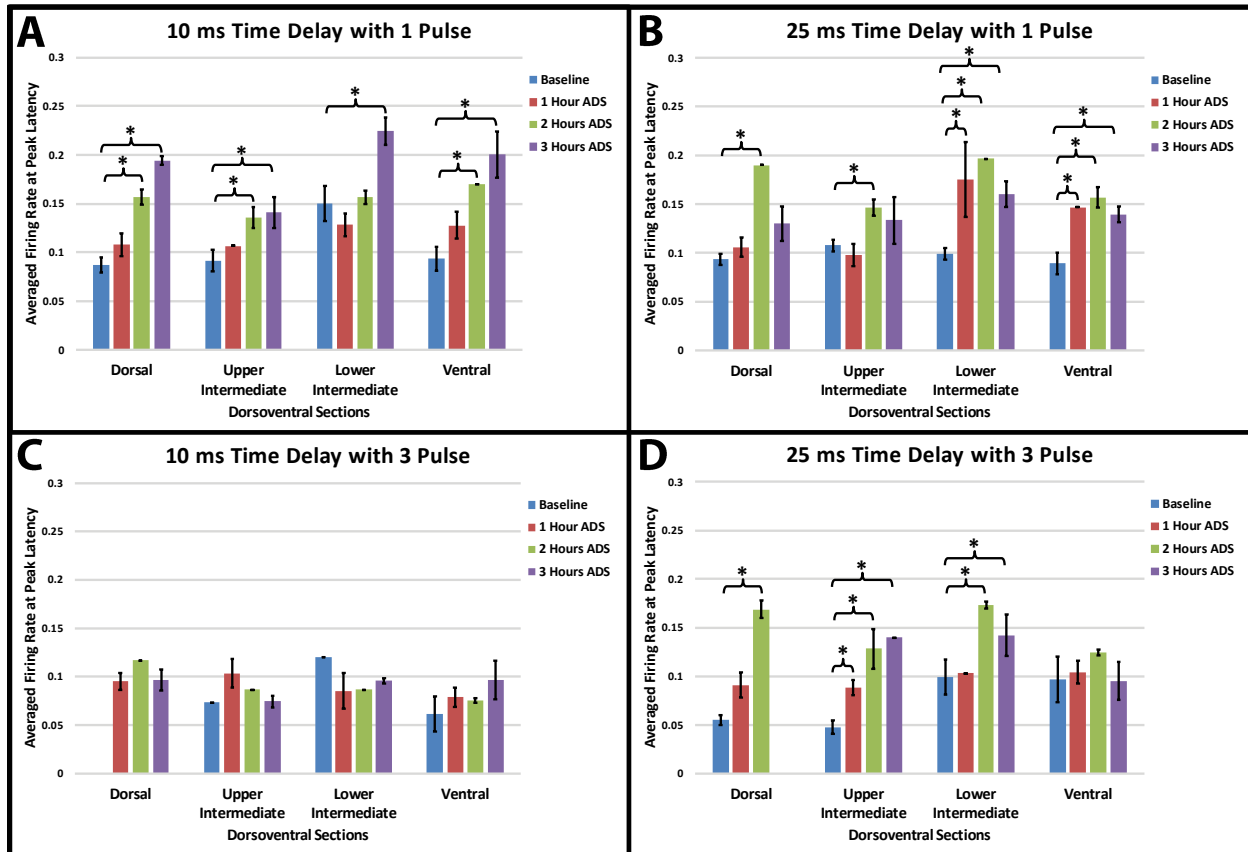 A
10 ms Time Delay with 1 Pulse
Averaged Firing Rate at Peak Latency
0.3
0.25
0.2
0.15
0.1
0.05
0
* * * * * * *
Baseline
1 Hour ADS
2 Hours ADS
3 Hours ADS
Dorsal Upper Intermediate Lower Intermediate Ventral
Dorsoventral Sections
B
25 ms Time Delay with 1 Pulse
Averaged Firing Rate at Peak Latency
0.3
0.25
0.2
0.15
0.1
0.05
0
* * * * * * * *
Baseline
1 Hour ADS
2 Hours ADS
3 Hours ADS
Dorsal Upper Intermediate Lower Intermediate Ventral
Dorsoventral Sections
C
10 ms Time Delay with 3 Pulse
Averaged Firing Rate at Peak Latency
0.3
0.25
0.2
0.15
0.1
0.05
0
Baseline
1 Hour ADS
2 Hours ADS
3 Hours ADS
Dorsal Upper Intermediate Lower Intermediate Ventral
Dorsoventral Sections
D
25 ms Time Delay with 3 Pulse
Averaged Firing Rate at Peak Latency
0.3
0.25
0.2
0.15
0.1
0.05
0
* * * * * *
Baseline
1 Hour ADS
2 Hours ADS
3 Hours ADS
Dorsal Upper Intermediate Lower Intermediate Ventral
Dorsoventral Sections